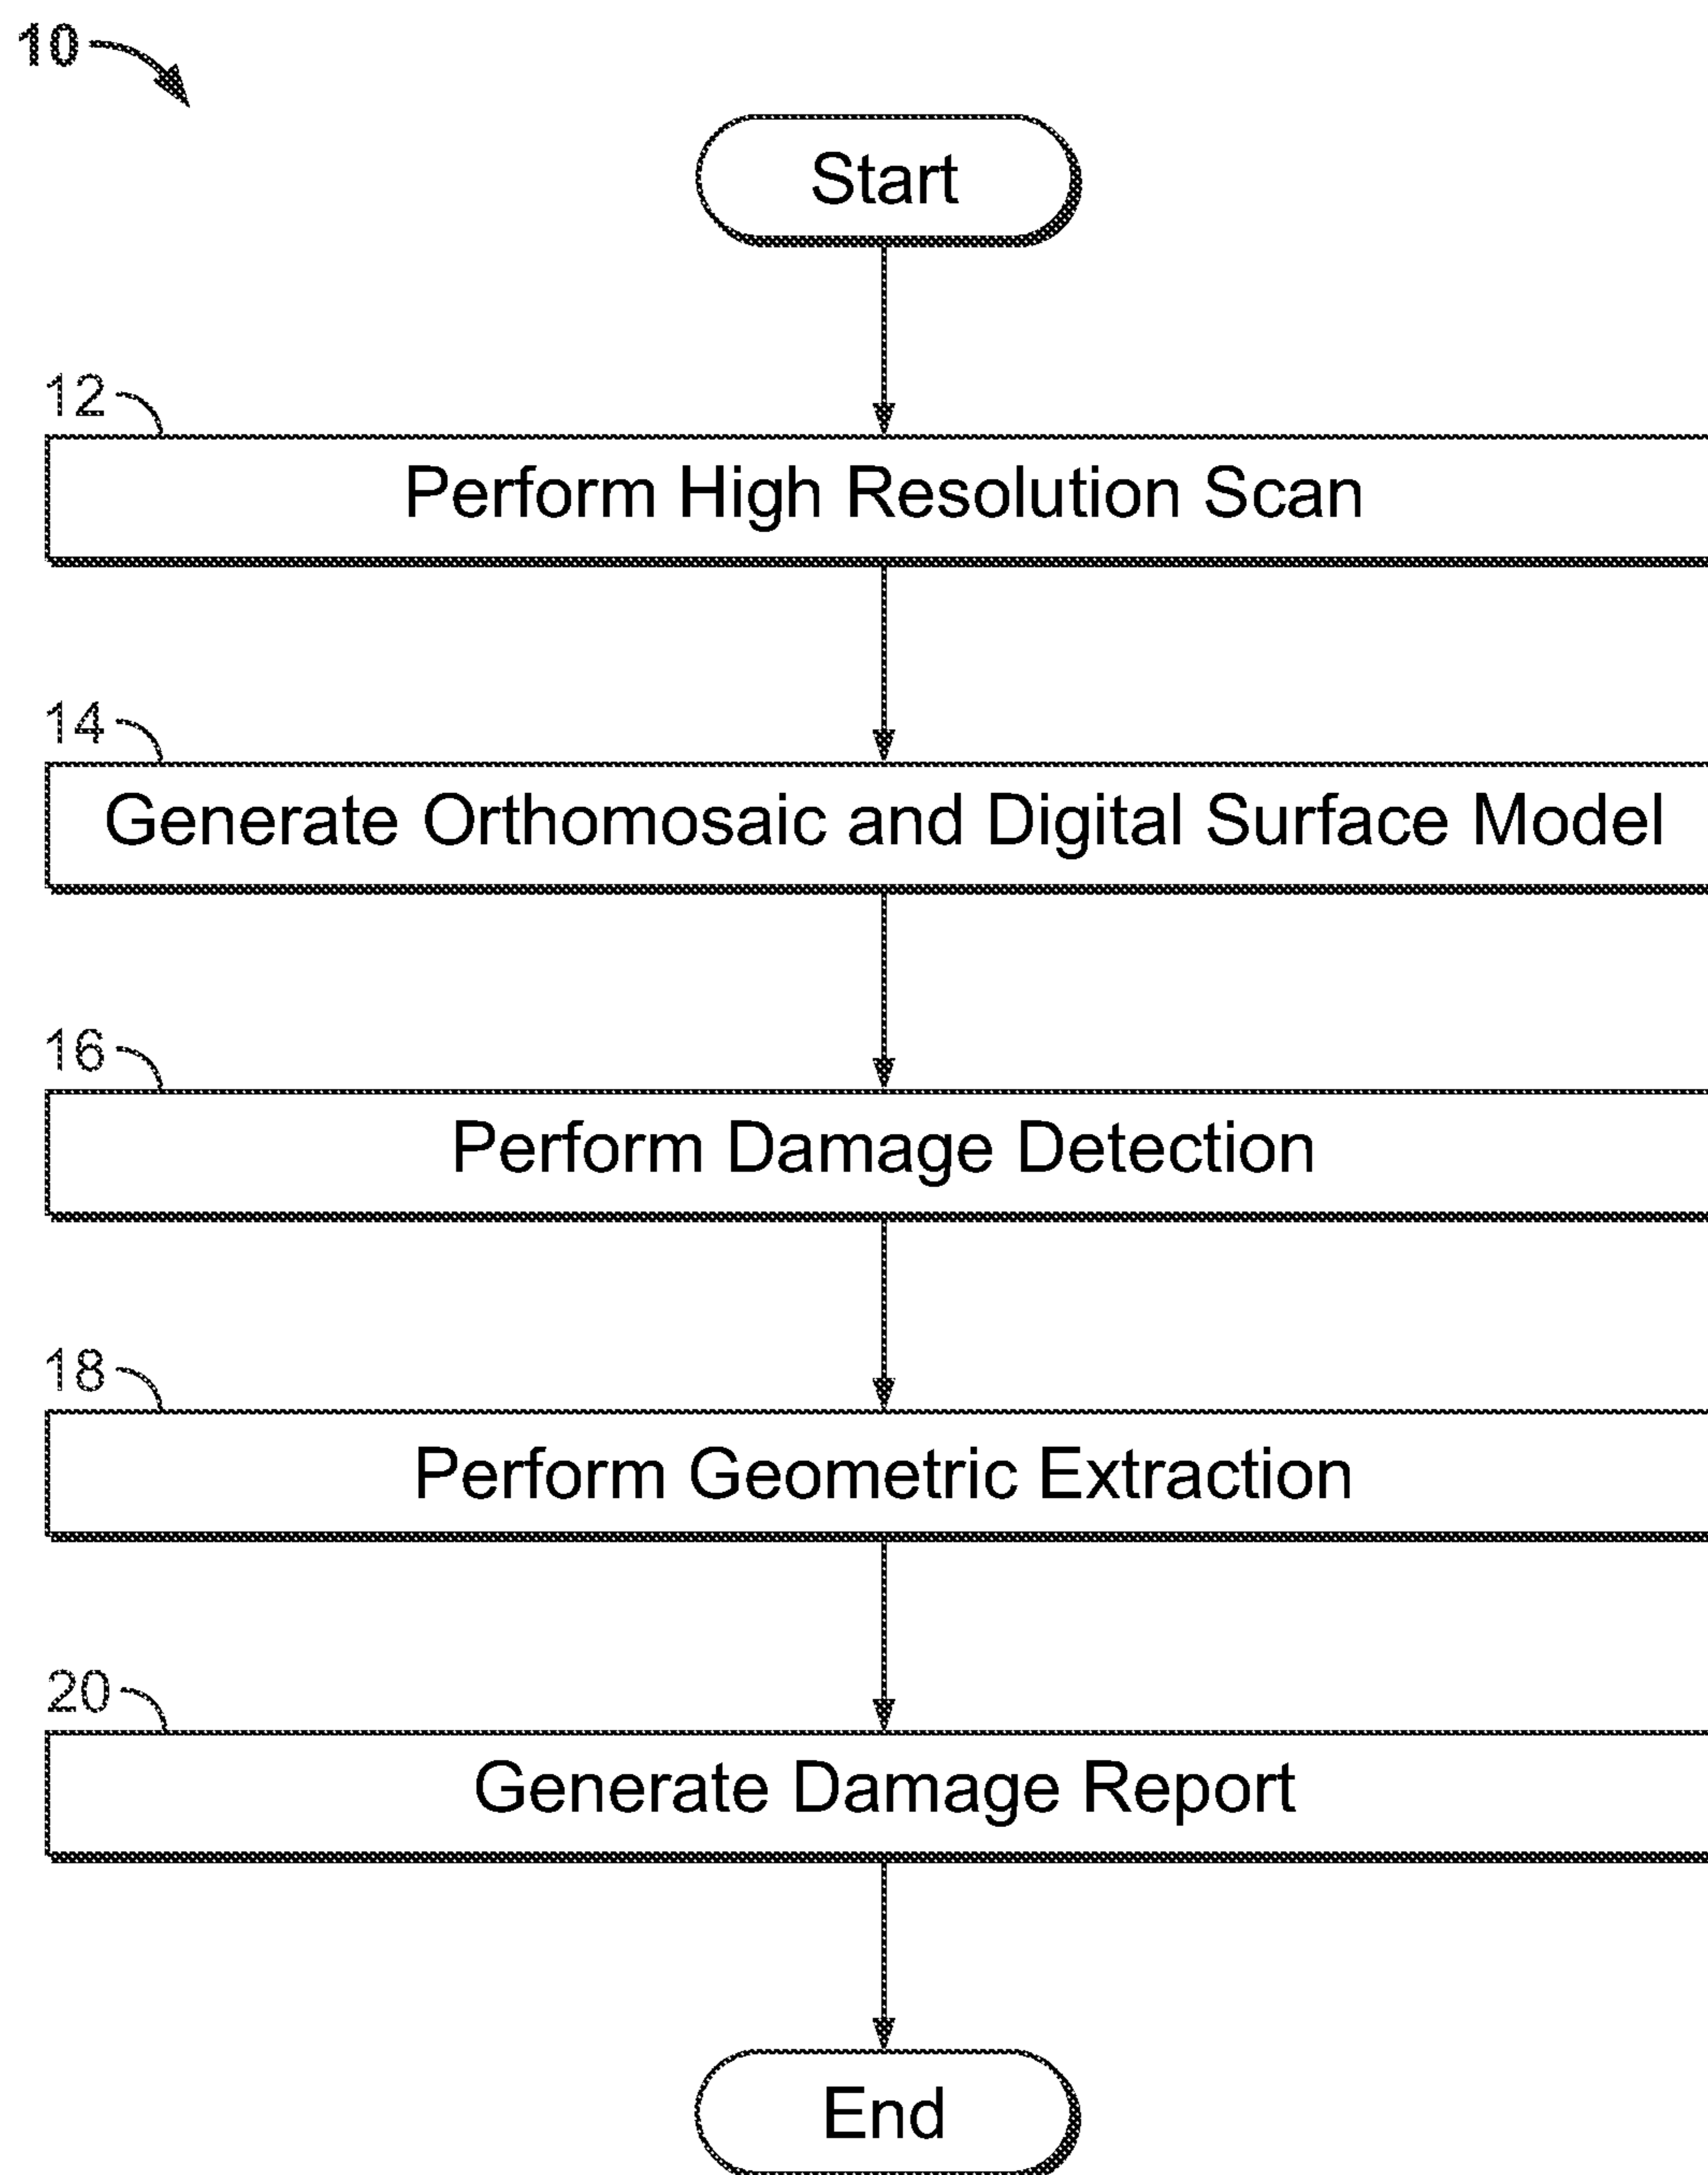 10
Start
12
Perform High Resolution Scan
14
Generate Orthomosaic and Digital Surface Model
16
Perform Damage Detection
18
Perform Geometric Extraction
20
Generate Damage Report
End